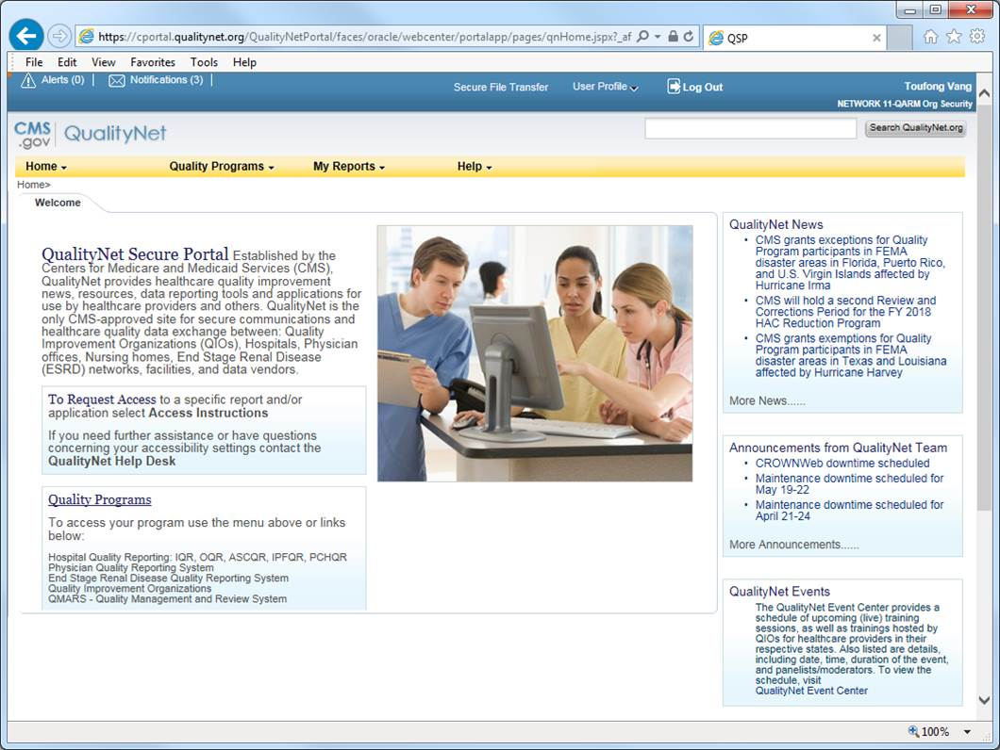 https://cportal.qualitynet.org/QualityNetPortal/faces/oracle/webcenter/portalapp/pages/qnHome.jspx?_af
QSP
File Edit View Favorites Tools Help
Alerts (0) | Notifications (3) |
Secure File Transfer User Profile Log Out
Toufong Vang
NETWORK 11-QARM Org Security
CMS
.gov
QualityNet
Search QualityNet.org
Home Quality Programs My Reports Help
Home>
Welcome
QualityNet Secure Portal Established by the
Centers for Medicare and Medicaid Services (CMS),
QualityNet provides healthcare quality improvement
news, resources, data reporting tools and applications for
use by healthcare providers and others. QualityNet is the
only CMS-approved site for secure communications and
healthcare quality data exchange between: Quality
Improvement Organizations (QIOs), Hospitals, Physician
offices, Nursing homes, End Stage Renal Disease
(ESRD) networks, facilities, and data vendors.
To Request Access to a specific report and/or
application select Access Instructions
If you need further assistance or have questions
concerning your accessibility settings contact the
QualityNet Help Desk
Quality Programs
To access your program use the menu above or links
below:
Hospital Quality Reporting: IQR, OQR, ASCQR, IPFQR, PCHQR
Physician Quality Reporting System
End Stage Renal Disease Quality Reporting System
Quality Improvement Organizations
QMARS - Quality Management and Review System
QualityNet News
• CMS grants exceptions for Quality
Program participants in FEMA
disaster areas in Florida, Puerto Rico,
and U.S. Virgin Islands affected by
Hurricane Irma
• CMS will hold a second Review and
Corrections Period for the FY 2018
HAC Reduction Program
• CMS grants exemptions for Quality
Program participants in FEMA
disaster areas in Texas and Louisiana
affected by Hurricane Harvey
More News......
Announcements from QualityNet Team
• CROWNWeb downtime scheduled
• Maintenance downtime scheduled for
May 19-22
• Maintenance downtime scheduled for
April 21-24
More Announcements......
QualityNet Events
The QualityNet Event Center provides a
schedule of upcoming (live) training
sessions, as well as trainings hosted by
QIOs for healthcare providers in their
respective states. Also listed are details,
including date, time, duration of the event,
and panelists/moderators. To view the
schedule, visit
QualityNet Event Center
100%